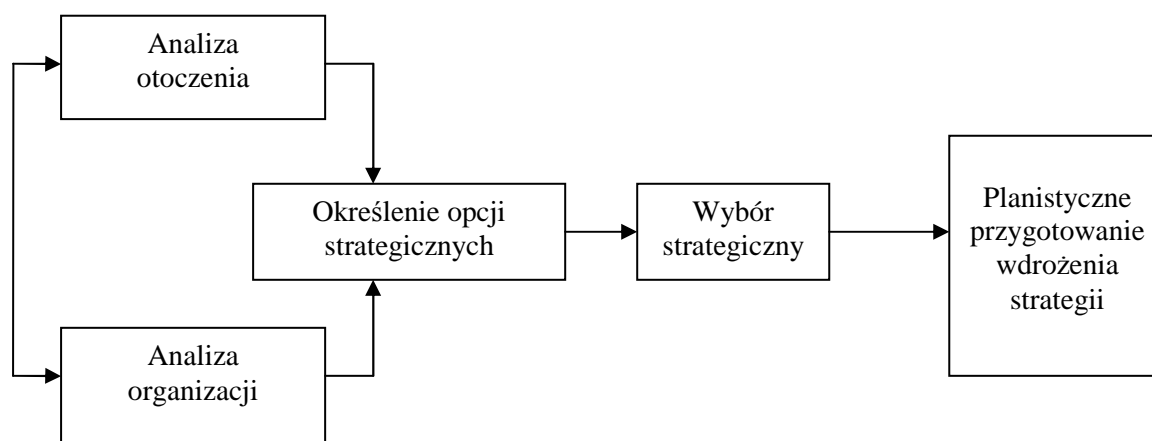 Analiza
otoczenia
Określenie opcji
strategicznych
Wybór
strategiczny
Planistyczne
przygotowanie
wdrożenia
strategii
Analiza
organizacji